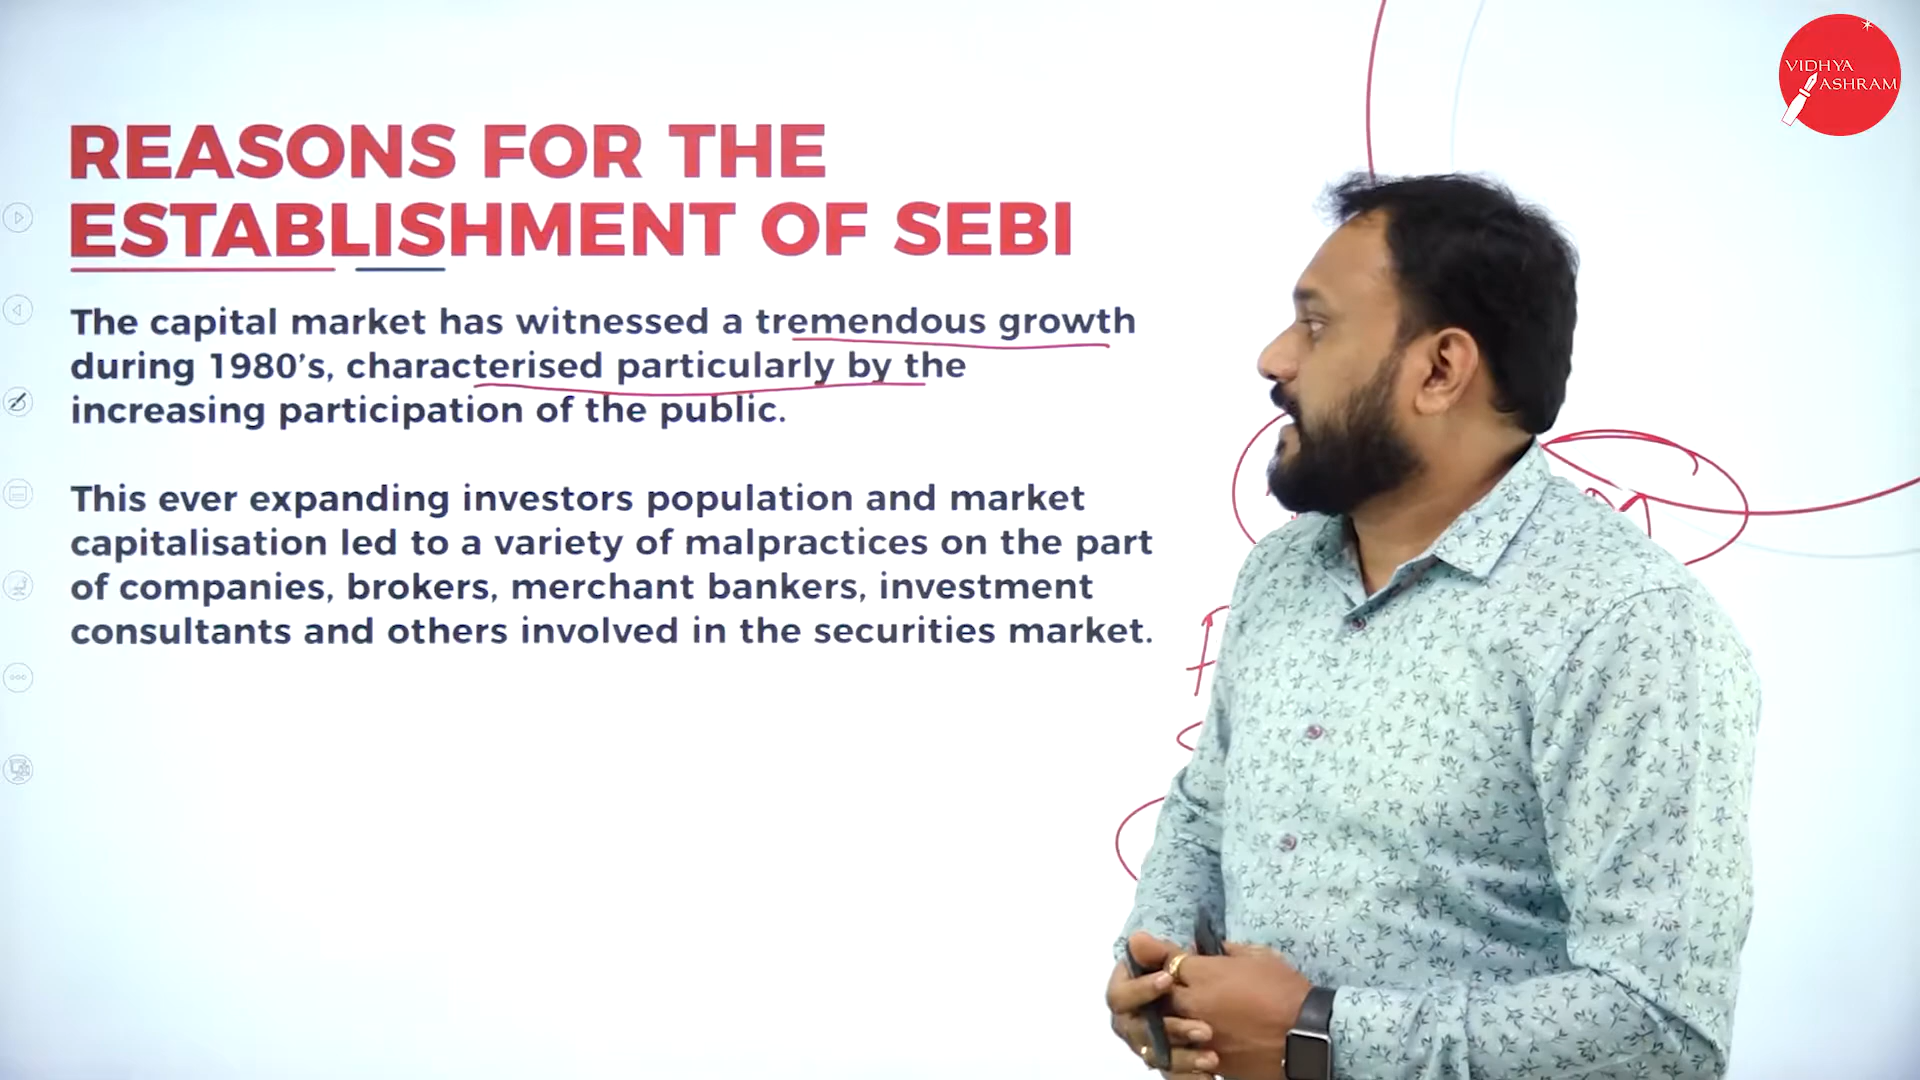 VIDHYA
ASHRAM
REASONS FOR THE
ESTABLISHMENT OF SEBI
The capital market has witnessed a tremendous growth
during 1980's, characterised particularly by the
increasing participation of the public.
This ever expanding investors population and market
capitalisation led to a variety of malpractices on the part
of companies, brokers, merchant bankers, investment
consultants and others involved in the securities market.